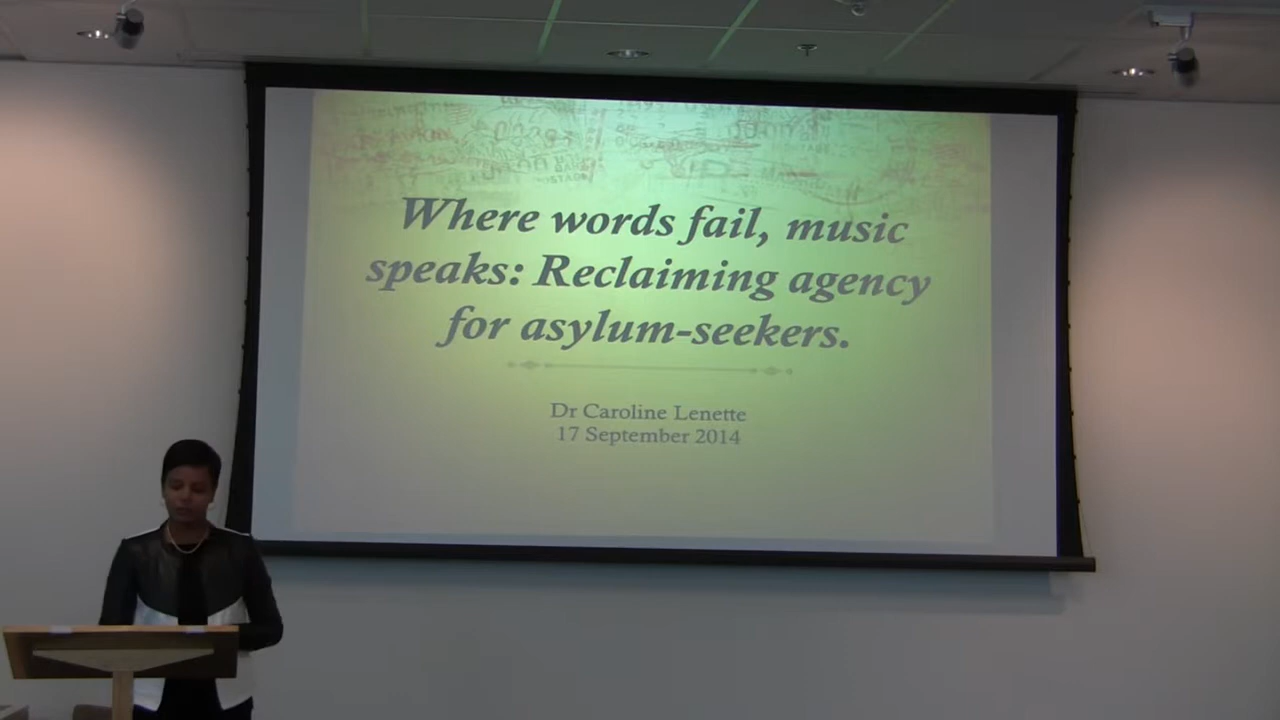 Where words fail, music
speaks: Reclaiming agency
for asylum-seekers.
Dr Caroline Lenette
17 September 2014